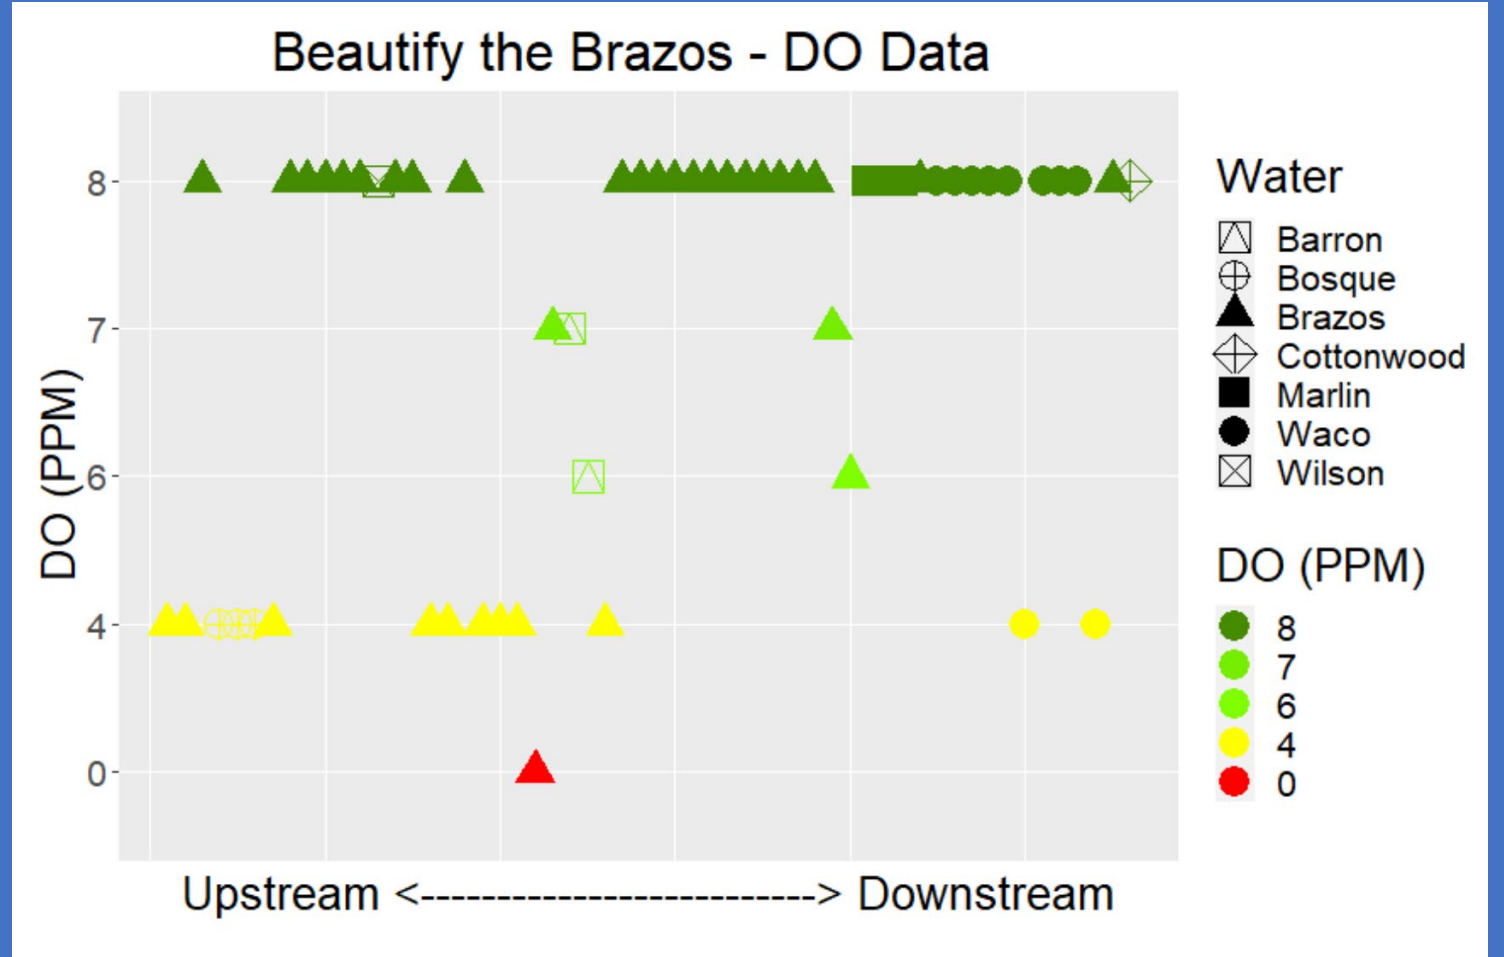 Beautify the Brazos - DO Data
DO (PPM)
8
7
6
4
0
Upstream <--------------------------> Downstream
Water
Barron
Bosque
Brazos
Cottonwood
Marlin
Waco
Wilson
DO (PPM)
8
7
6
4
0